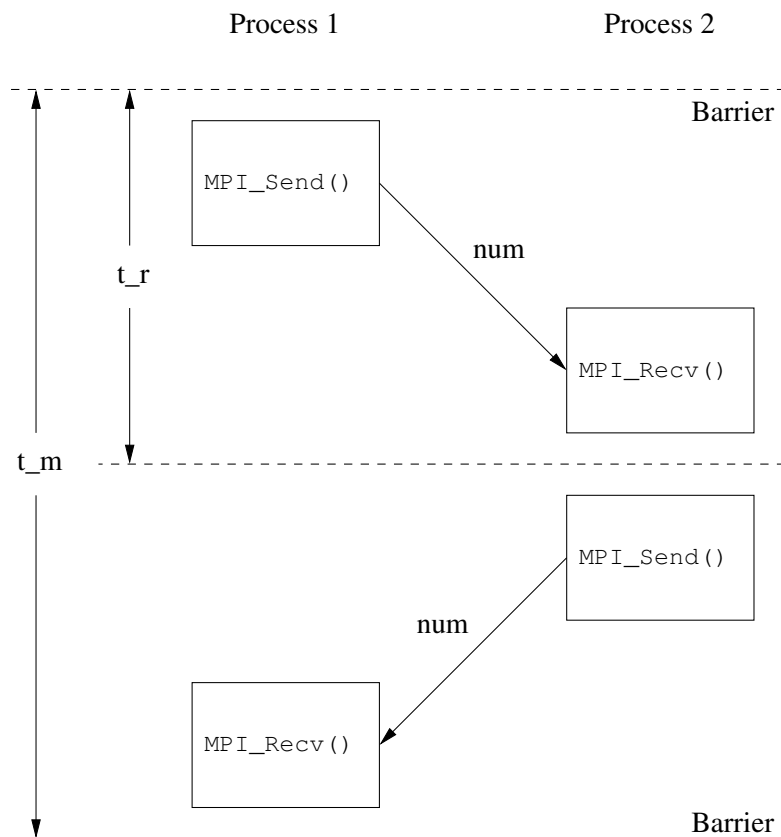 Process 1 Process 2
Barrier
MPI_Send()
num
t_r
MPI_Recv()
t_m
MPI_Send()
num
MPI_Recv()
Barrier